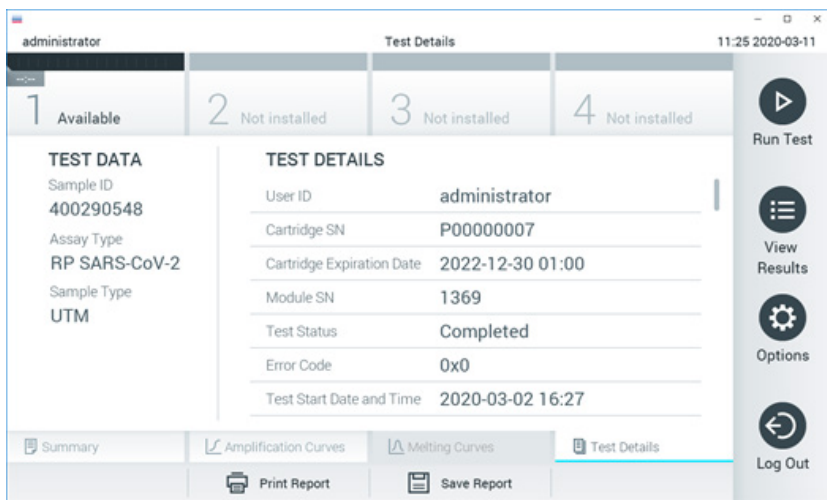 administrator Test Details 11:25 2020-03-11
--:--
1 Available 2 Not installed 3 Not installed 4 Not installed
Run Test
TEST DATA
Sample ID
400290548
Assay Type
RP SARS-CoV-2
Sample Type
UTM
TEST DETAILS
User ID administrator
Cartridge SN P00000007
Cartridge Expiration Date 2022-12-30 01:00
Module SN 1369
Test Status Completed
Error Code 0x0
Test Start Date and Time 2020-03-02 16:27
View
Results
Options
Log Out
Summary Amplification Curves Melting Curves Test Details
Print Report Save Report